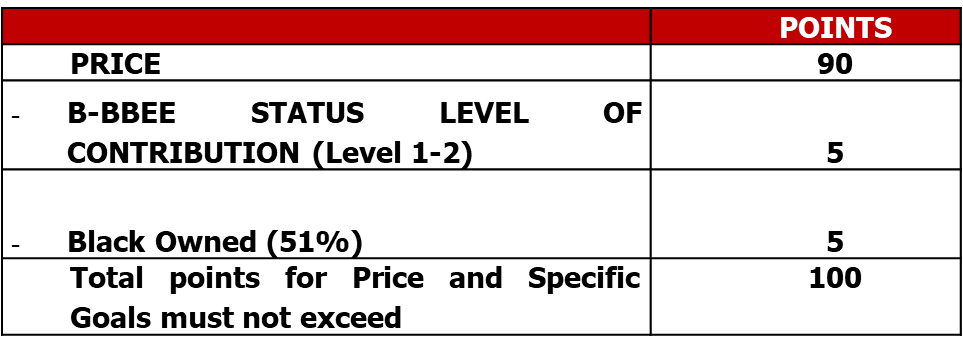 POINTS
PRICE 90
- B-BBEE STATUS LEVEL OF
CONTRIBUTION (Level 1-2) 5
- Black Owned (51%) 5
Total points for Price and Specific 100
Goals must not exceed